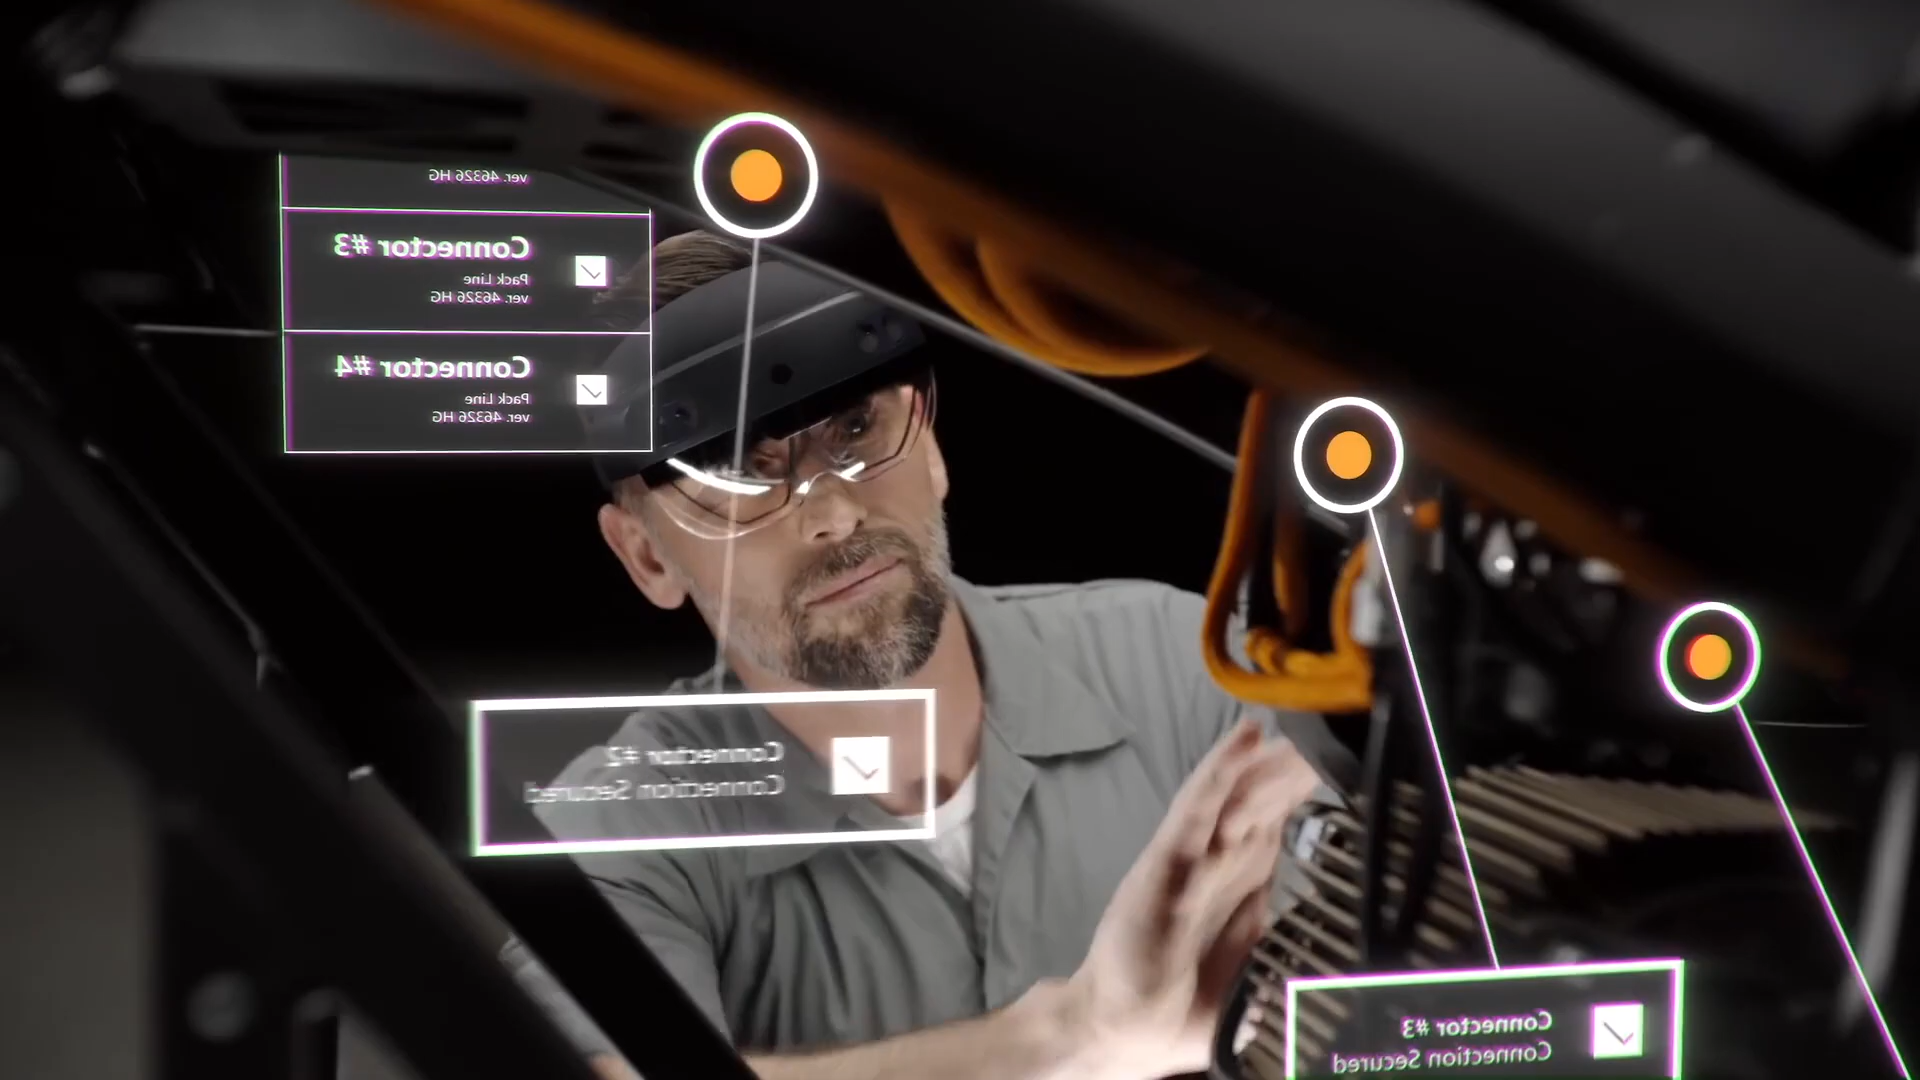 ver. 46326 HG
Connector #3
Pack Line
ver. 46326 HG
Connector #4
Pack Line
ver. 46326 HG
Connector #2
Connection Secured
Connector #3
Connection Secured